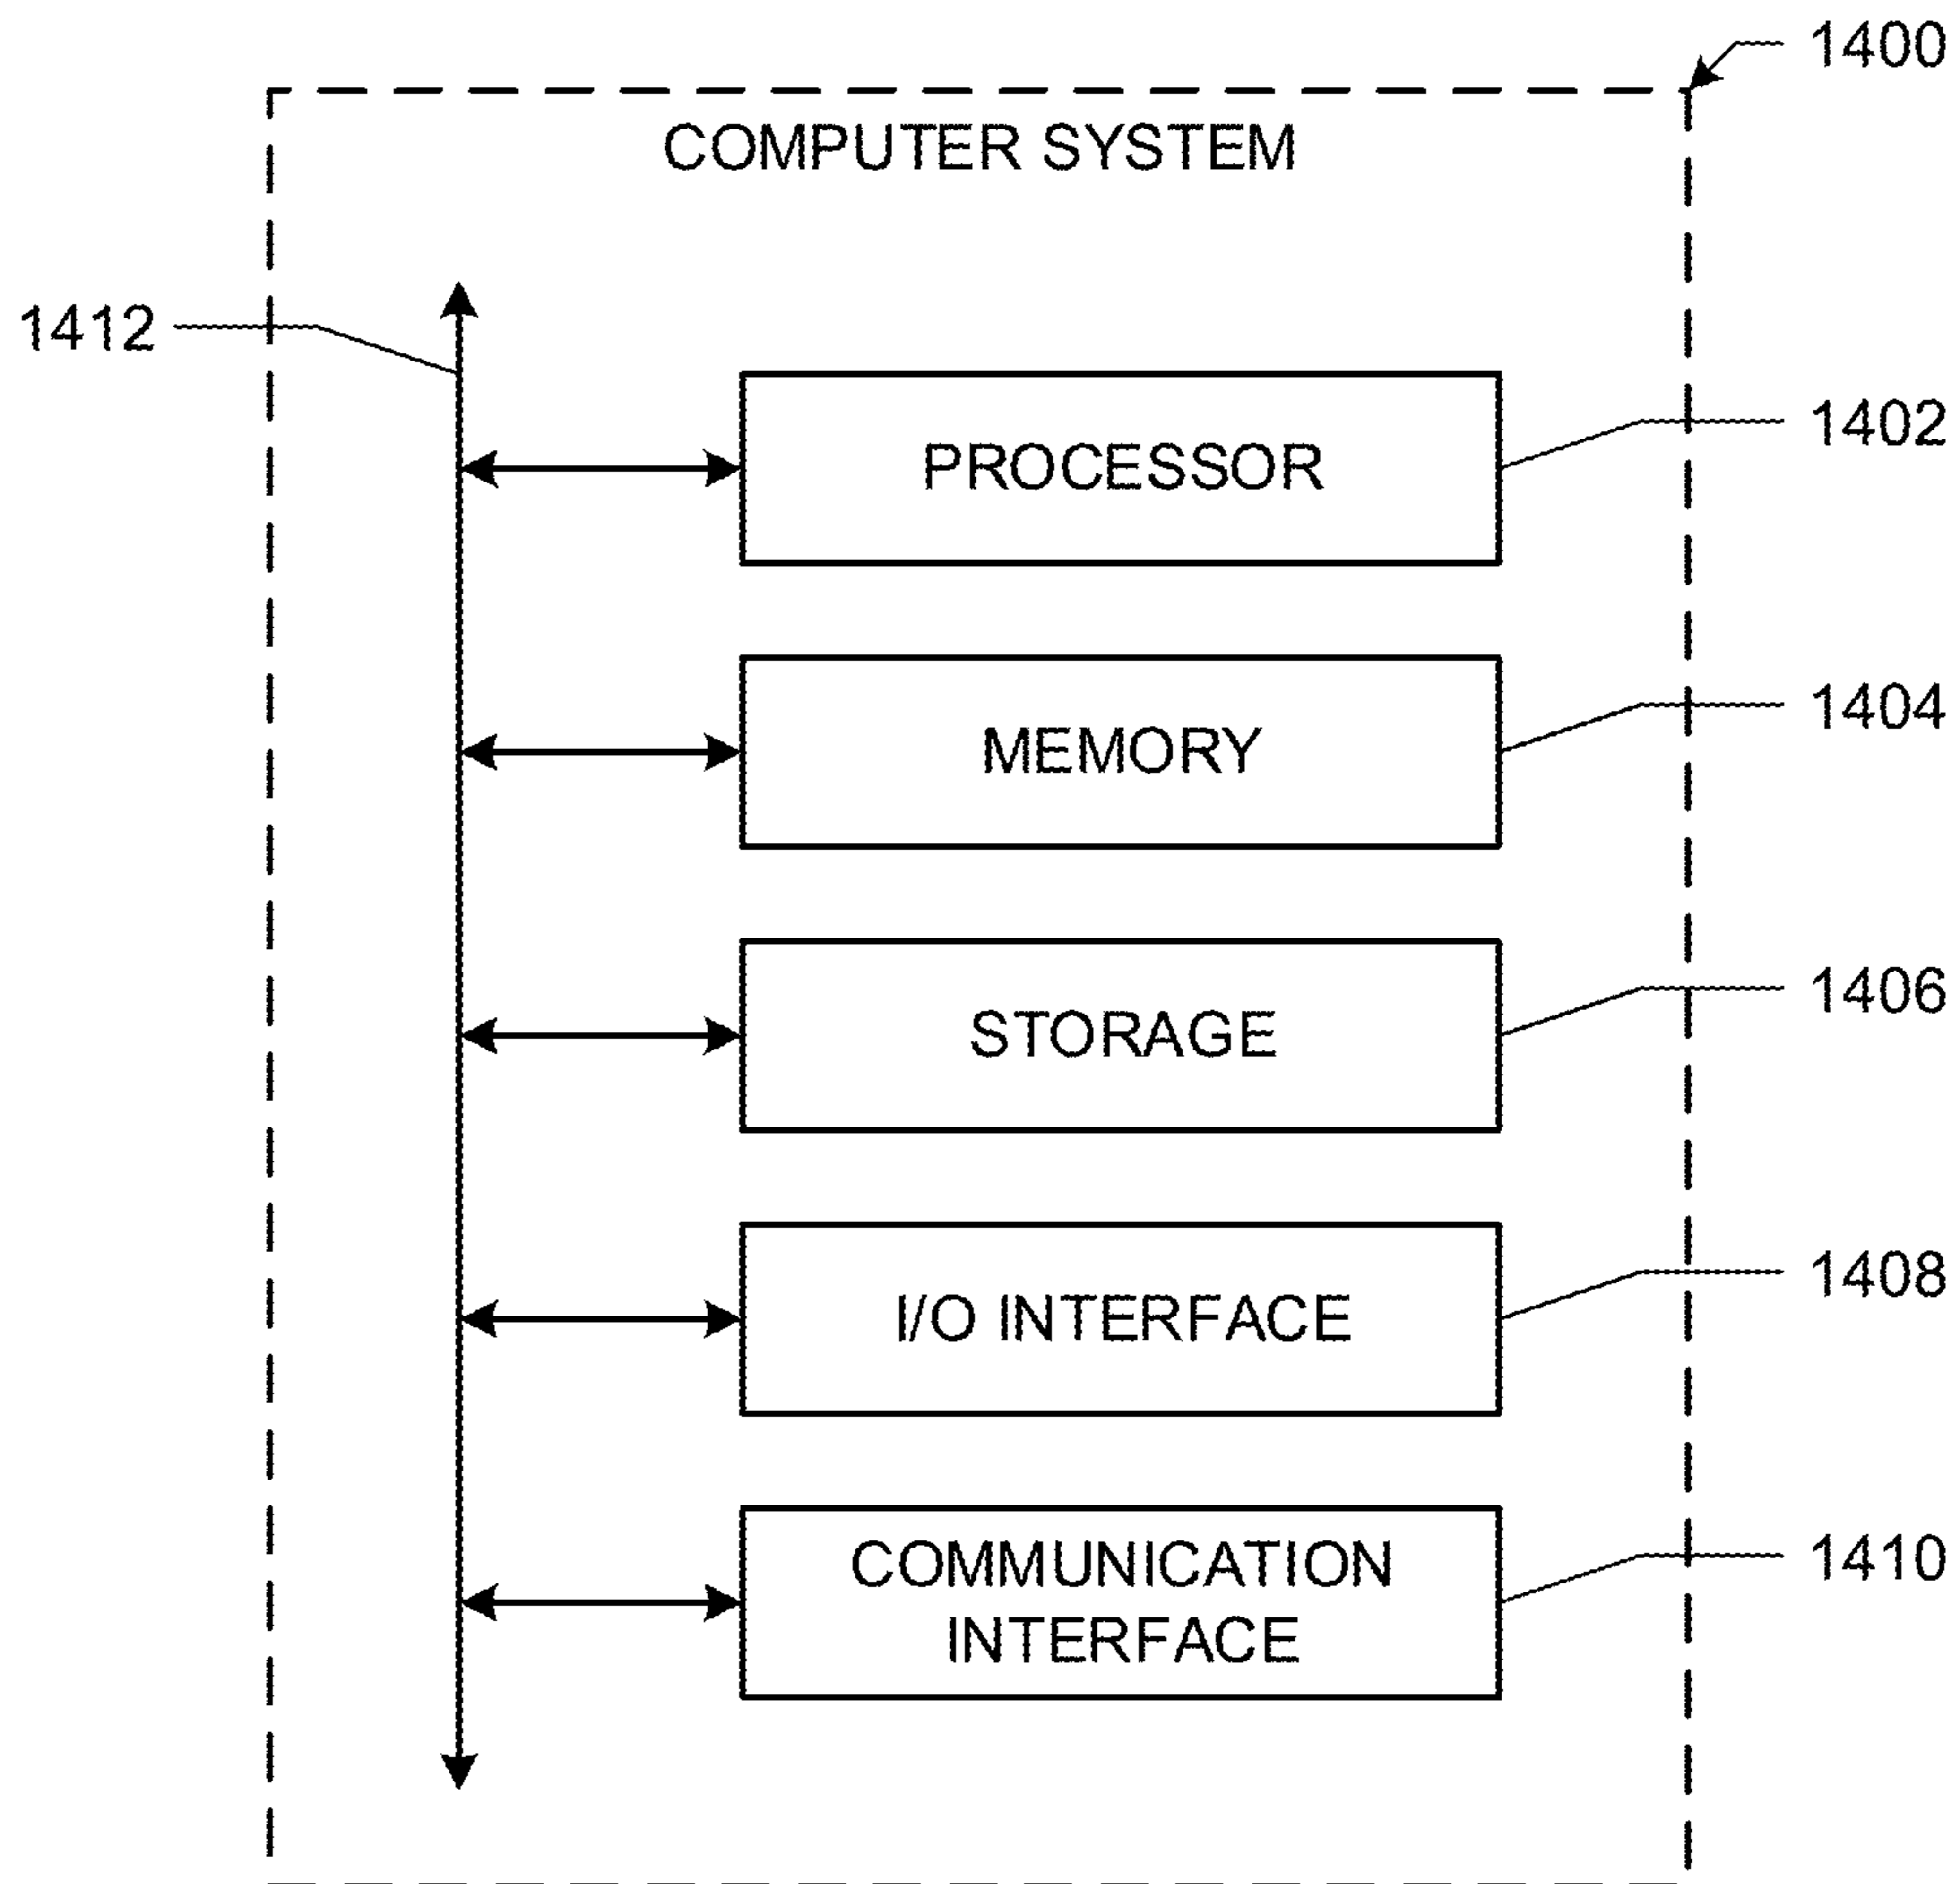 1400
COMPUTER SYSTEM
1412
1402
PROCESSOR
1404
MEMORY
1406
STORAGE
1408
I/O INTERFACE
1410
COMMUNICATION
INTERFACE